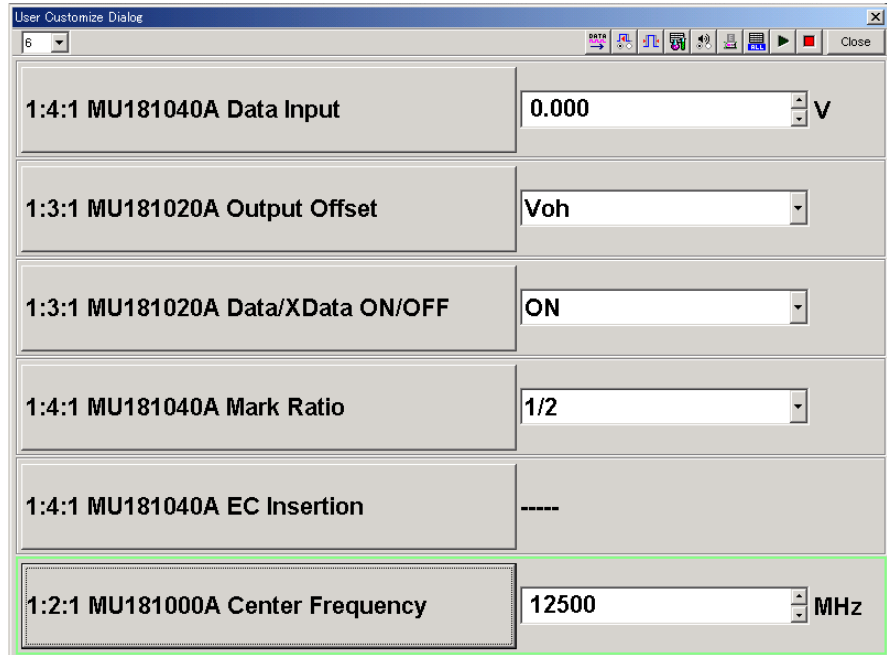 User Customize Dialog
6
DATA
ALL
Close
1:4:1 MU181040A Data Input
0.000
V
1:3:1 MU181020A Output Offset
Voh
1:3:1 MU181020A Data/XData ON/OFF
ON
1:4:1 MU181040A Mark Ratio
1/2
1:4:1 MU181040A EC Insertion
-----
1:2:1 MU181000A Center Frequency
12500
MHz